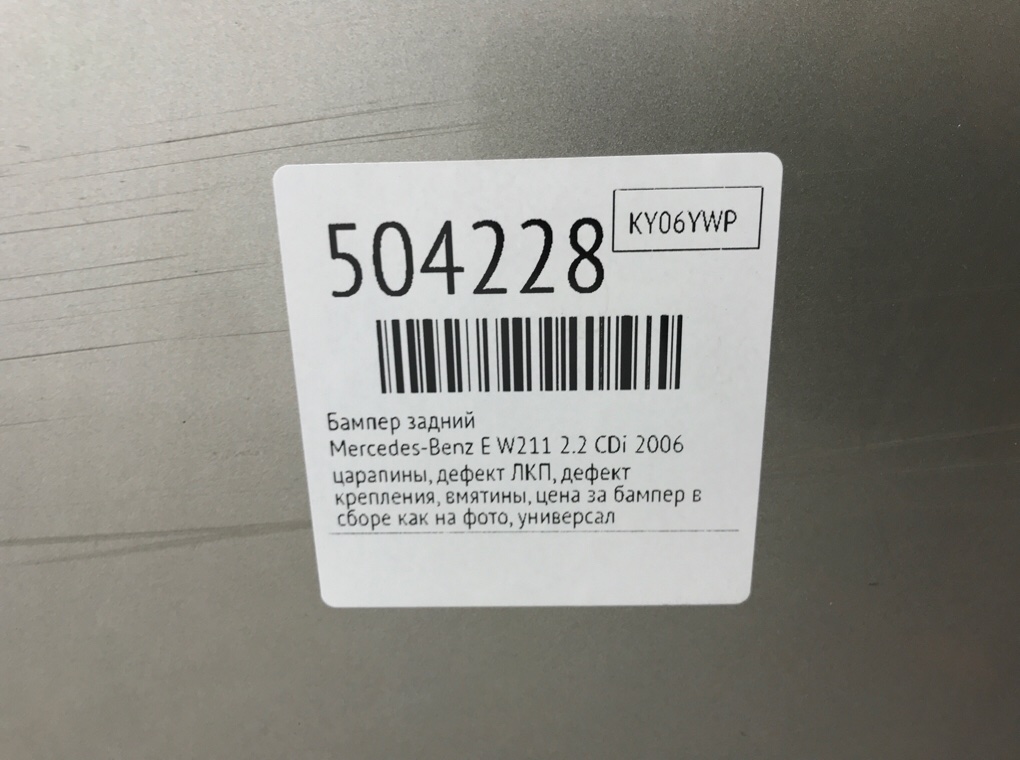 504228
KY06YWP
Бампер задний
Mercedes-Benz E W211 2.2 CDi 2006
царапины, дефект ЛКП, дефект
крепления, вмятины, цена за бампер в
сборе как на фото, универсал